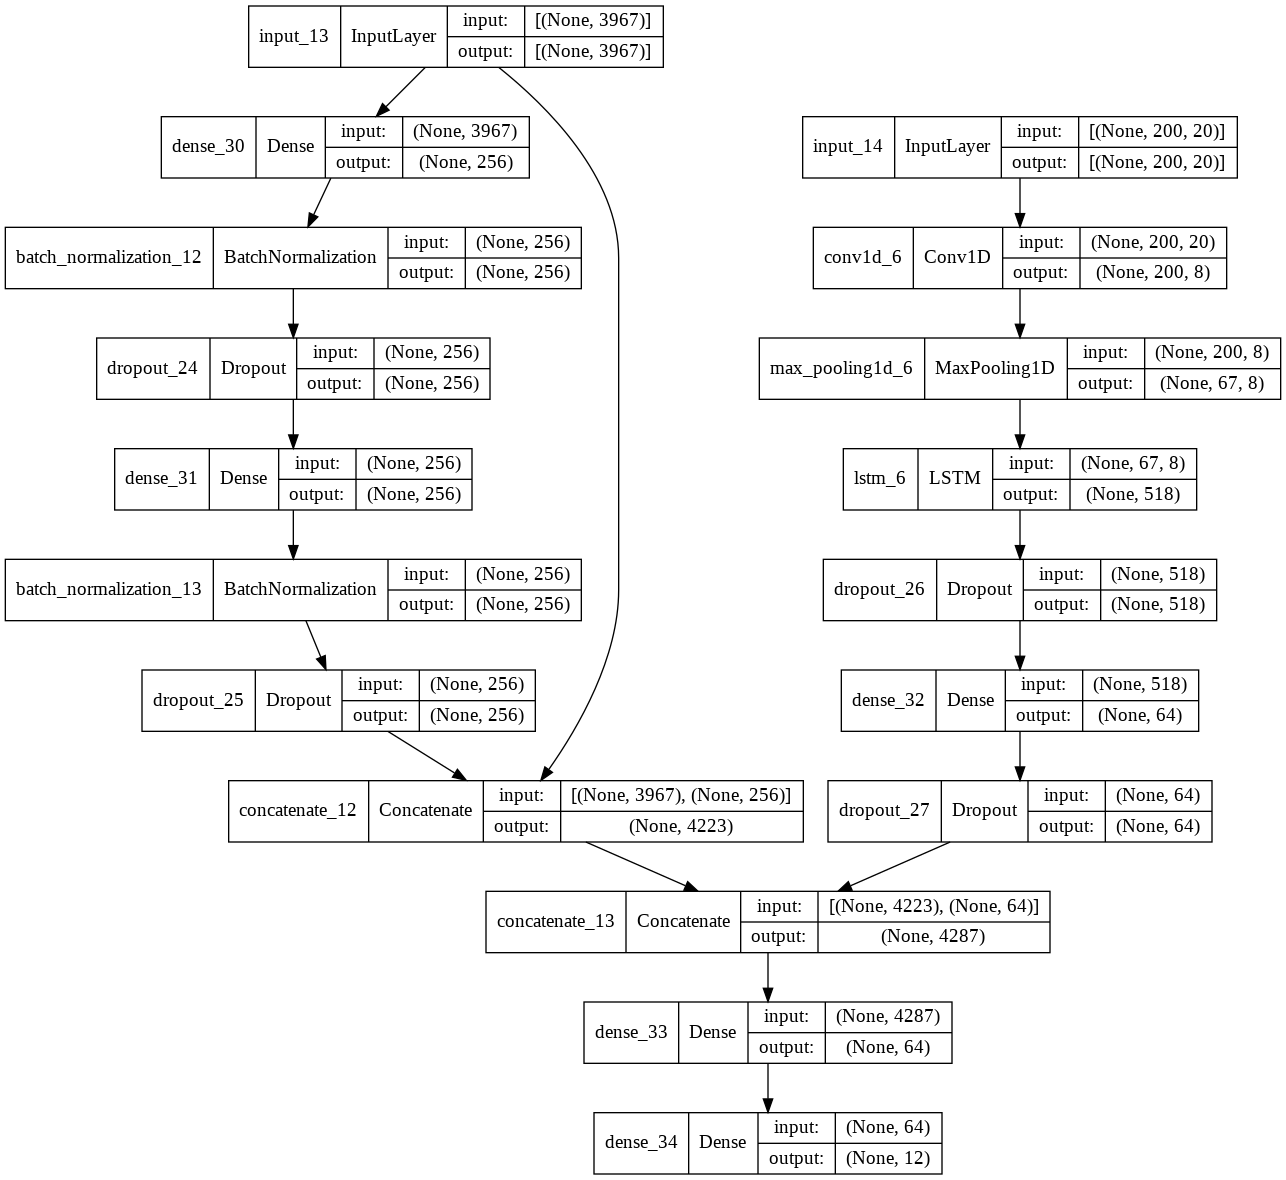 input_13 InputLayer input: [(None, 3967)]
output: [(None, 3967)]
dense_30 Dense input: (None, 3967)
output: (None, 256)
input_14 InputLayer input: [(None, 200, 20)]
output: [(None, 200, 20)]
batch_normalization_12 BatchNormalization input: (None, 256)
output: (None, 256)
conv1d_6 Conv1D input: (None, 200, 20)
output: (None, 200, 8)
dropout_24 Dropout input: (None, 256)
output: (None, 256)
max_pooling1d_6 MaxPooling1D input: (None, 200, 8)
output: (None, 67, 8)
dense_31 Dense input: (None, 256)
output: (None, 256)
lstm_6 LSTM input: (None, 67, 8)
output: (None, 518)
batch_normalization_13 BatchNormalization input: (None, 256)
output: (None, 256)
dropout_26 Dropout input: (None, 518)
output: (None, 518)
dropout_25 Dropout input: (None, 256)
output: (None, 256)
dense_32 Dense input: (None, 518)
output: (None, 64)
concatenate_12 Concatenate input: [(None, 3967), (None, 256)]
output: (None, 4223)
dropout_27 Dropout input: (None, 64)
output: (None, 64)
concatenate_13 Concatenate input: [(None, 4223), (None, 64)]
output: (None, 4287)
dense_33 Dense input: (None, 4287)
output: (None, 64)
dense_34 Dense input: (None, 64)
output: (None, 12)